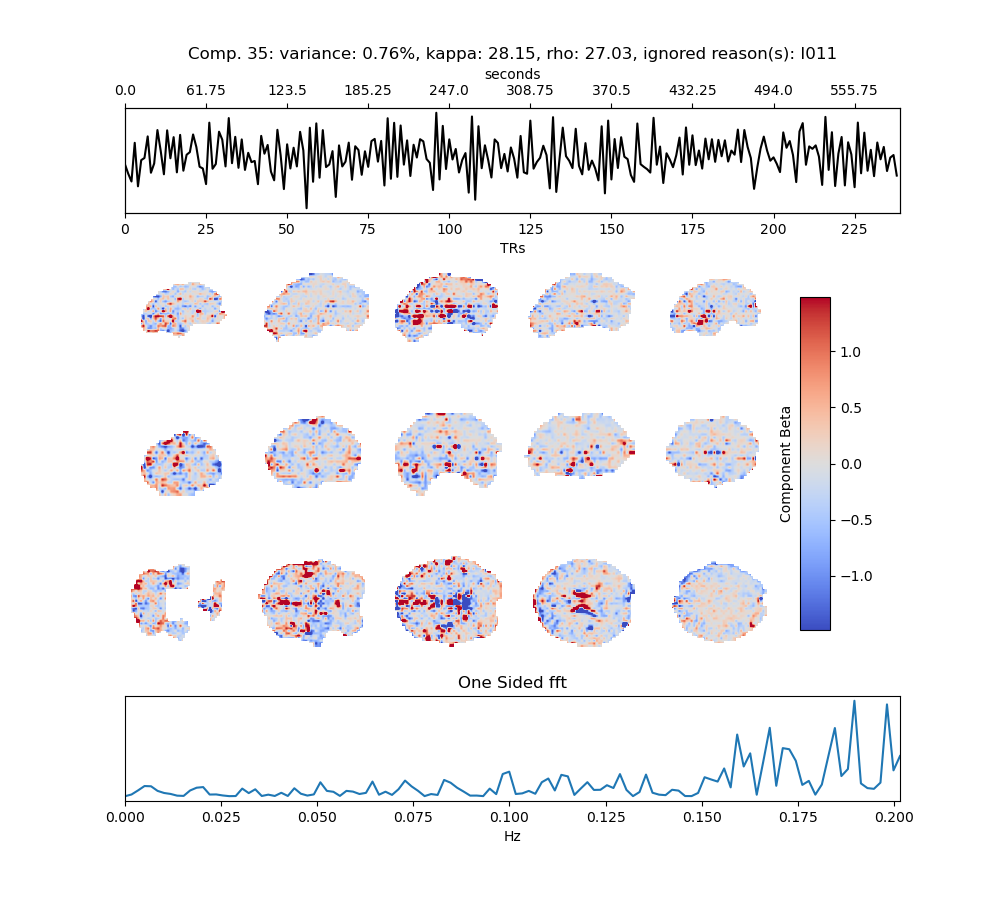 Comp. 35: variance: 0.76%, kappa: 28.15, rho: 27.03, ignored reason(s): I011
seconds
0.0 61.75 123.5 185.25 247.0 308.75 370.5 432.25 494.0 555.75
0 25 50 75 100 125 150 175 200 225
TRs
1.0
0.5
0.0
−0.5
−1.0
Component Beta
One Sided fft
0.000 0.025 0.050 0.075 0.100 0.125 0.150 0.175 0.200
Hz